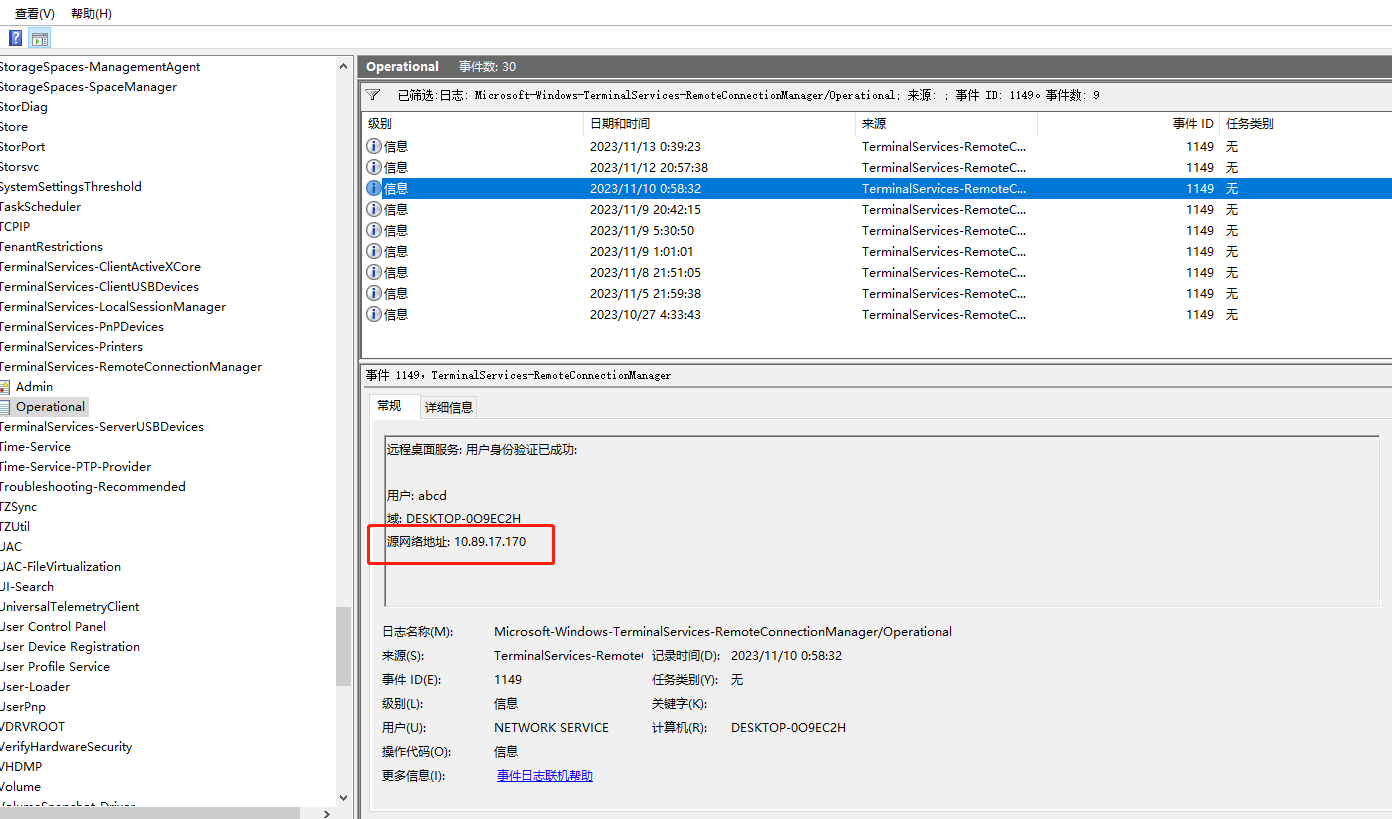 查看(V) 帮助(H)
StorageSpaces-ManagementAgent
StorageSpaces-SpaceManager
StorDiag
Store
StorPort
Storsvc
SystemSettingsThreshold
TaskScheduler
TCPIP
TenantRestrictions
TerminalServices-ClientActiveXCore
TerminalServices-ClientUSBDevices
TerminalServices-LocalSessionManager
TerminalServices-PnPDevices
TerminalServices-Printers
TerminalServices-RemoteConnectionManager
Admin
Operational
TerminalServices-ServerUSBDevices
Time-Service
Time-Service-PTP-Provider
Troubleshooting-Recommended
TZSync
TZUtil
UAC
UAC-FileVirtualization
UI-Search
UniversalTelemetryClient
User Control Panel
User Device Registration
User Profile Service
User-Loader
UserPnp
VDRVROOT
VerifyHardwareSecurity
VHDMP
Volume
VolumeSnapshot-Driver
Operational 事件数: 30
已筛选:日志: Microsoft-Windows-TerminalServices-RemoteConnectionManager/Operational; 来源: ; 事件 ID: 1149。事件数: 9
级别 日期和时间 来源 事件 ID 任务类别
信息 2023/11/13 0:39:23 TerminalServices-RemoteC... 1149 无
信息 2023/11/12 20:57:38 TerminalServices-RemoteC... 1149 无
信息 2023/11/10 0:58:32 TerminalServices-RemoteC... 1149 无
信息 2023/11/9 20:42:15 TerminalServices-RemoteC... 1149 无
信息 2023/11/9 5:30:50 TerminalServices-RemoteC... 1149 无
信息 2023/11/9 1:01:01 TerminalServices-RemoteC... 1149 无
信息 2023/11/8 21:51:05 TerminalServices-RemoteC... 1149 无
信息 2023/11/5 21:59:38 TerminalServices-RemoteC... 1149 无
信息 2023/10/27 4:33:43 TerminalServices-RemoteC... 1149 无
事件 1149，TerminalServices-RemoteConnectionManager
常规 详细信息
远程桌面服务: 用户身份验证已成功:
用户: abcd
域: DESKTOP-0O9EC2H
源网络地址: 10.89.17.170
日志名称(M): Microsoft-Windows-TerminalServices-RemoteConnectionManager/Operational
来源(S): TerminalServices-Remote 记录时间(D): 2023/11/10 0:58:32
事件 ID(E): 1149 任务类别(Y): 无
级别(L): 信息 关键字(K):
用户(U): NETWORK SERVICE 计算机(R): DESKTOP-0O9EC2H
操作代码(O): 信息
更多信息(I): 事件日志联机帮助